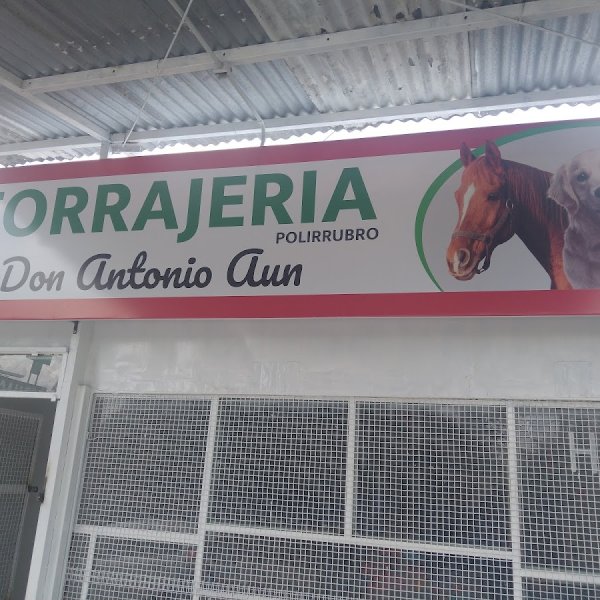 FORRAJERIA
POLIRRUBRO
Don Antonio Aun
H